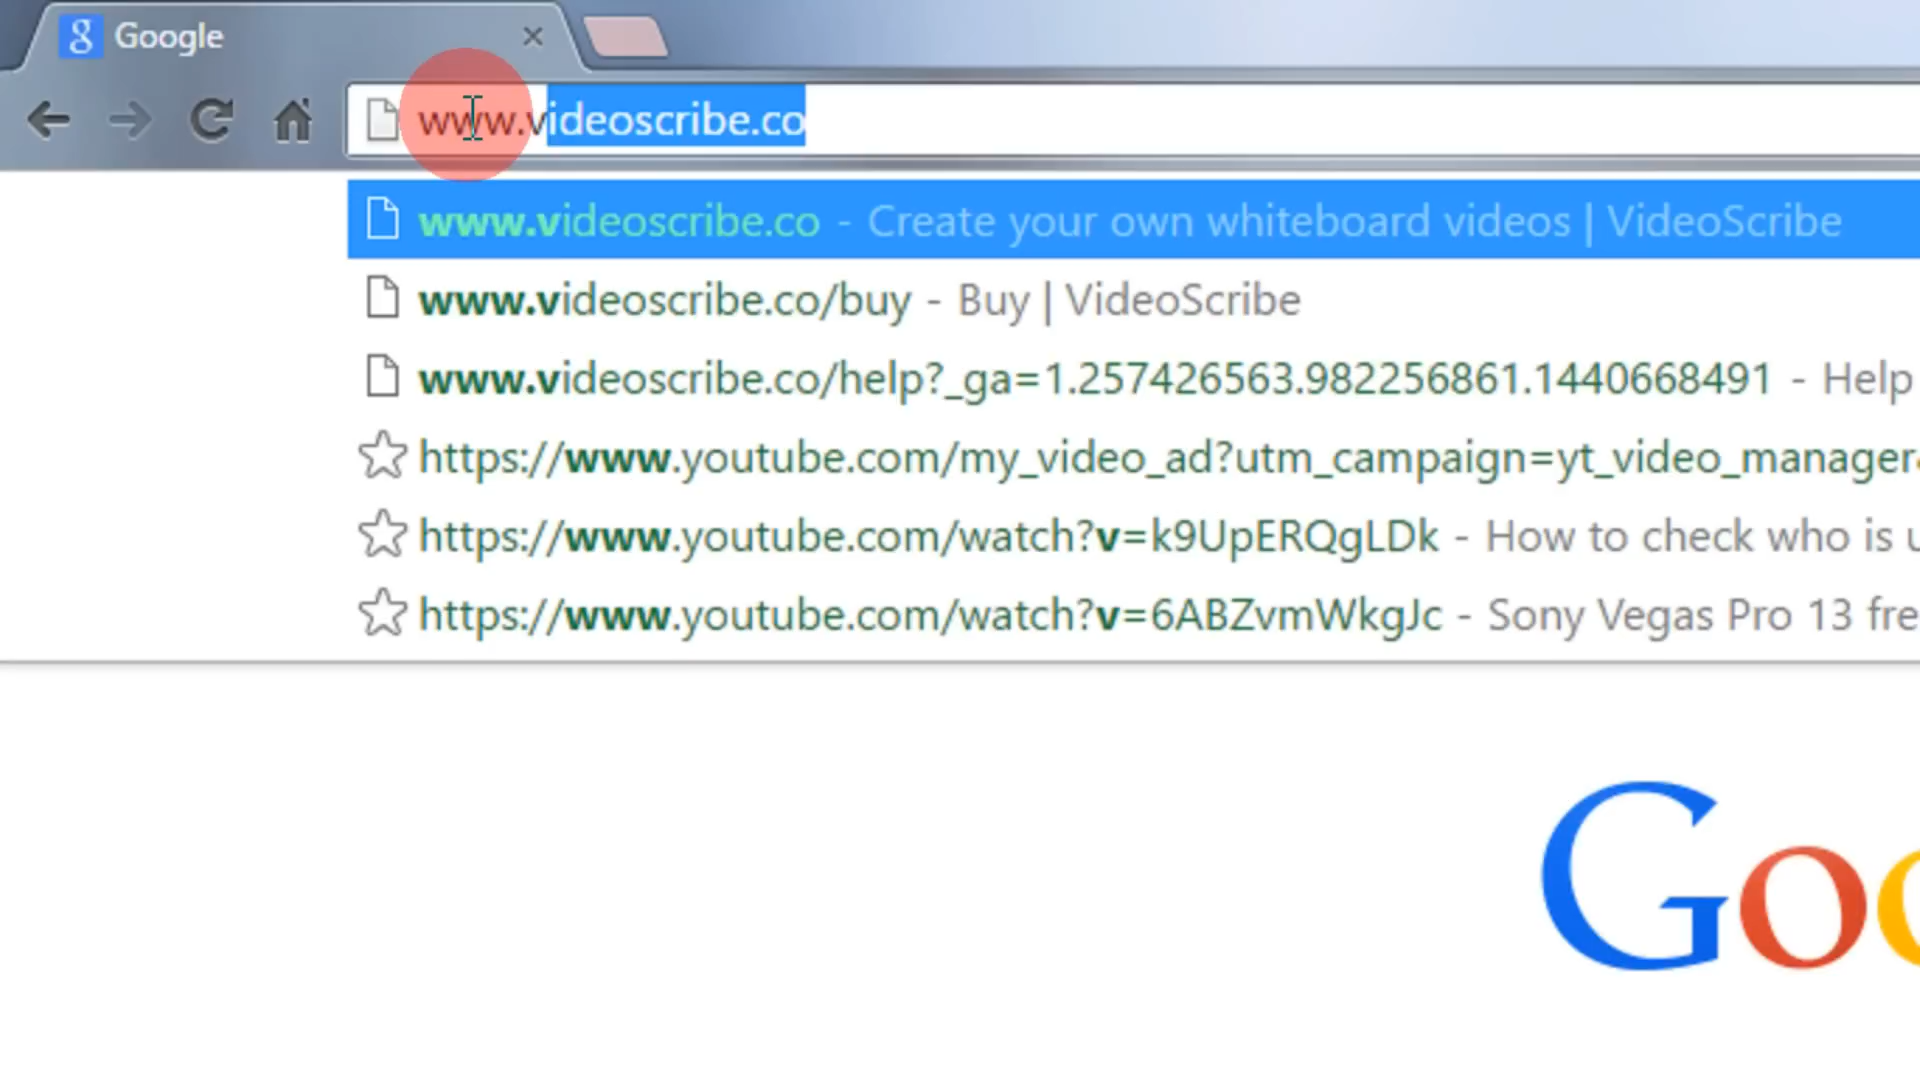 Google
www.videoscribe.co
www.videoscribe.co - Create your own whiteboard videos | VideoScribe
www.videoscribe.co/buy - Buy | VideoScribe
www.videoscribe.co/help?_ga=1.257426563.982256861.1440668491 - Help
https://www.youtube.com/my_video_ad?utm_campaign=yt_video_manager
https://www.youtube.com/watch?v=k9UpERQgLDk - How to check who is
https://www.youtube.com/watch?v=6ABZvmWkgJc - Sony Vegas Pro 13 fre
Goo